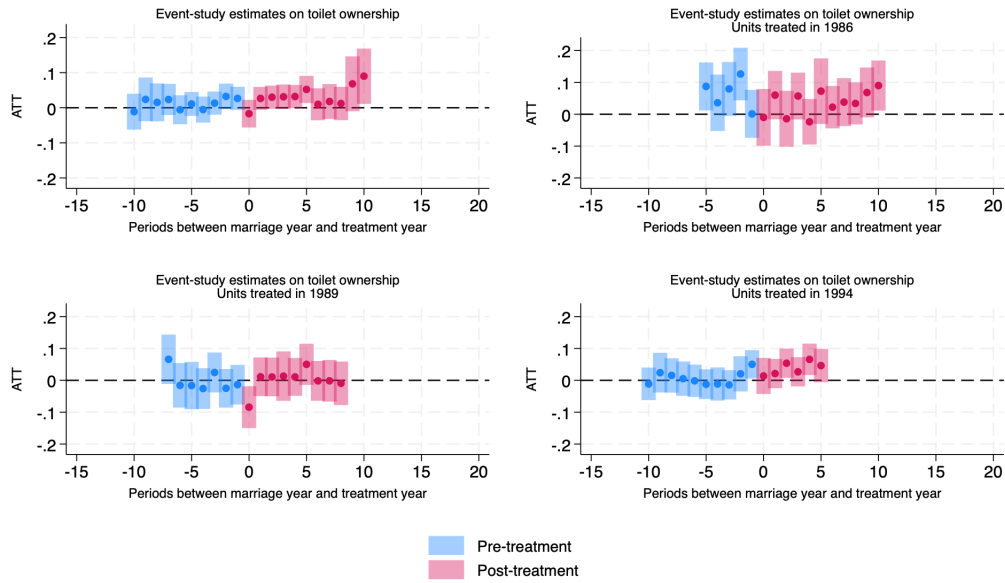 Event-study estimates on toilet ownership
.2
.1
0
-.1
-.2
ATT
-15 -10 -5 0 5 10 15 20
Periods between marriage year and treatment year
Event-study estimates on toilet ownership
Units treated in 1986
.2
.1
0
-.1
-.2
ATT
-15 -10 -5 0 5 10 15 20
Periods between marriage year and treatment year
Event-study estimates on toilet ownership
Units treated in 1989
.2
.1
0
-.1
-.2
ATT
-15 -10 -5 0 5 10 15 20
Periods between marriage year and treatment year
Event-study estimates on toilet ownership
Units treated in 1994
.2
.1
0
-.1
-.2
ATT
-15 -10 -5 0 5 10 15 20
Periods between marriage year and treatment year
Pre-treatment
Post-treatment